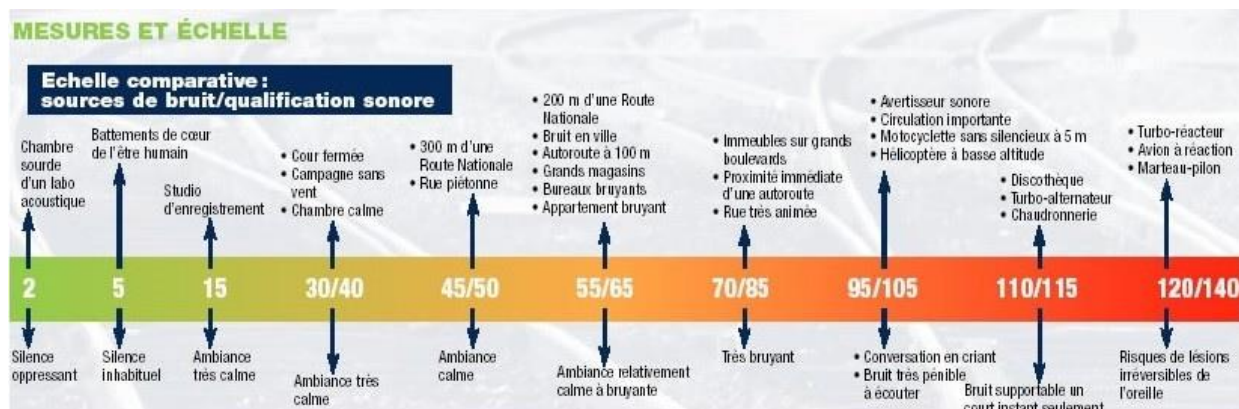 MESURES ET ÉCHELLE
Echelle comparative :
sources de bruit/qualification sonore
Chambre
sourde
d'un labo
acoustique
Battements de cœur
de l'être humain
Studio
d'enregistrement
• Cour fermée
• Campagne sans
vent
• Chambre calme
• 300 m d'une
Route Nationale
• Rue piétonne
• 200 m d'une Route
Nationale
• Bruit en ville
• Autoroute à 100 m
• Grands magasins
• Bureaux bruyants
• Appartement bruyant
• Immeubles sur grands
boulevards
• Proximité immédiate
d'une autoroute
• Rue très animée
• Avertisseur sonore
• Circulation importante
• Motocyclette sans silencieux à 5 m
• Hélicoptère à basse altitude
• Discothèque
• Turbo-alternateur
• Chaudronnerie
• Turbo-réacteur
• Avion à réaction
• Marteau-pilon
2 5 15 30/40 45/50 55/65 70/85 95/105 110/115 120/140
Silence
oppressant
Silence
inhabituel
Ambiance
très calme
Ambiance très
calme
Ambiance
calme
Ambiance relativement
calme à bruyante
Très bruyant
• Conversation en criant
• Bruit très pénible
à écouter
Bruit supportable un
court instant seulement
Risques de lésions
irréversibles de
l'oreille